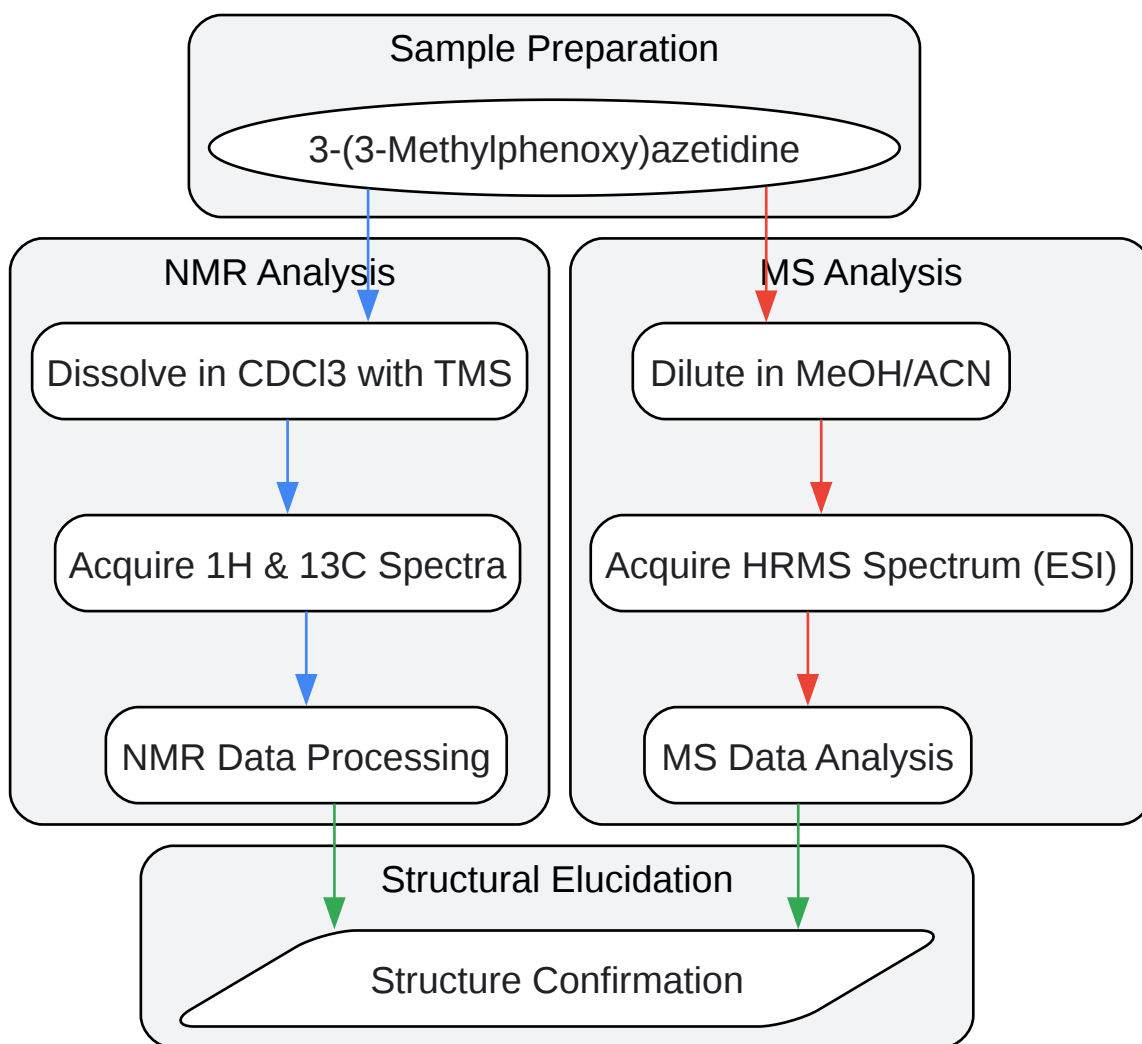 Sample Preparation
3-(3-Methylphenoxy)azetidine
NMR Analysis
MS Analysis
Dissolve in CDCl3 with TMS
Dilute in MeOH/ACN
Acquire 1H & 13C Spectra
Acquire HRMS Spectrum (ESI)
NMR Data Processing
MS Data Analysis
Structural Elucidation
Structure Confirmation